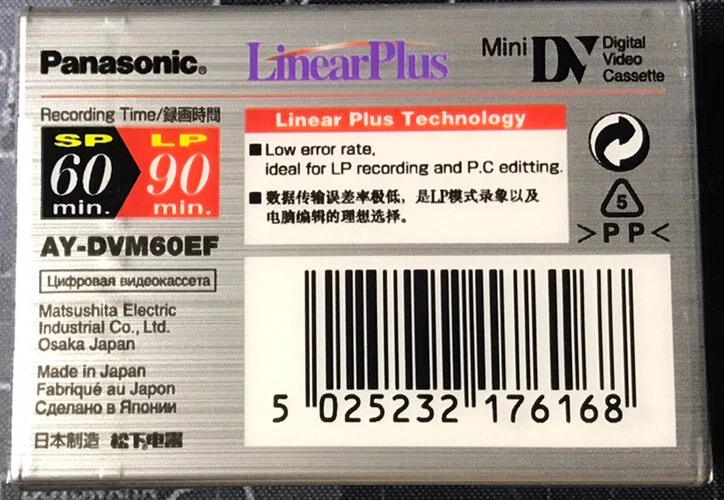 Panasonic®
LinearPlus
Mini DV Digital Video Cassette
Recording Time/録画時間
SP LP
60 90
min. min.
AY-DVM60EF
Цифровая видеокассета
Matsushita Electric
Industrial Co., Ltd.
Osaka Japan
Made in Japan
Fabriqué au Japon
Сделано в Японии
日本制造 松下电器
Linear Plus Technology
■ Low error rate,
ideal for LP recording and P.C editting.
■ 数据传输误差率极低，是LP模式录象以及
电脑编辑的理想选择。
5
>PP<
5 025232 176168